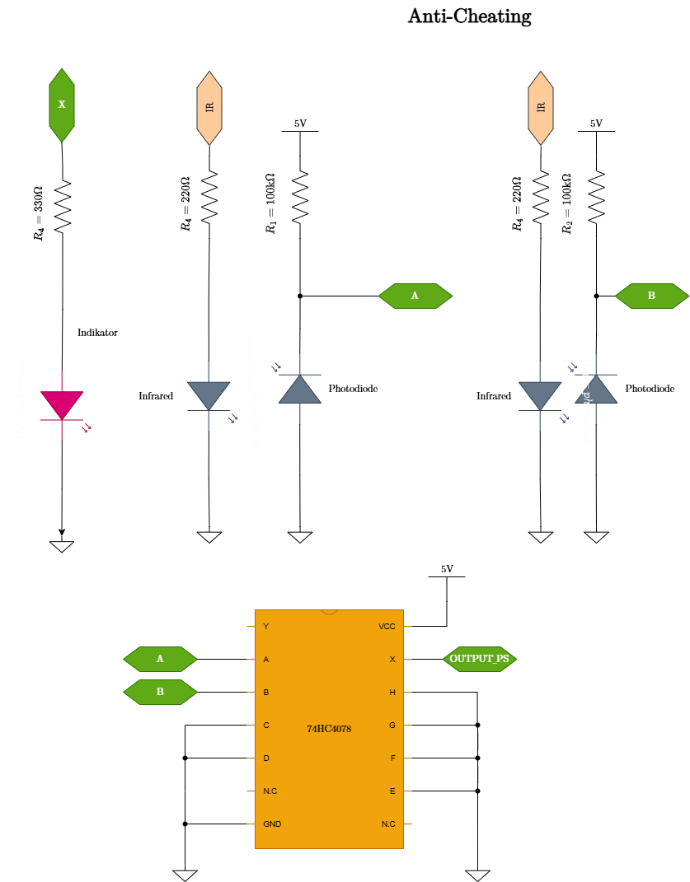 Anti-Cheating
X
IR
IR
5V
5V
R₄ = 330Ω
R₄ = 220Ω
R₁ = 100kΩ
R₄ = 220Ω
R₂ = 100kΩ
A
B
Indikator
Infrared
Photodiode
Infrared
Photodiode
5V
Y
VCC
A
A
X
OUTPUT_PS
B
B
H
C
G
74HC4078
D
F
N.C
E
GND
N.C